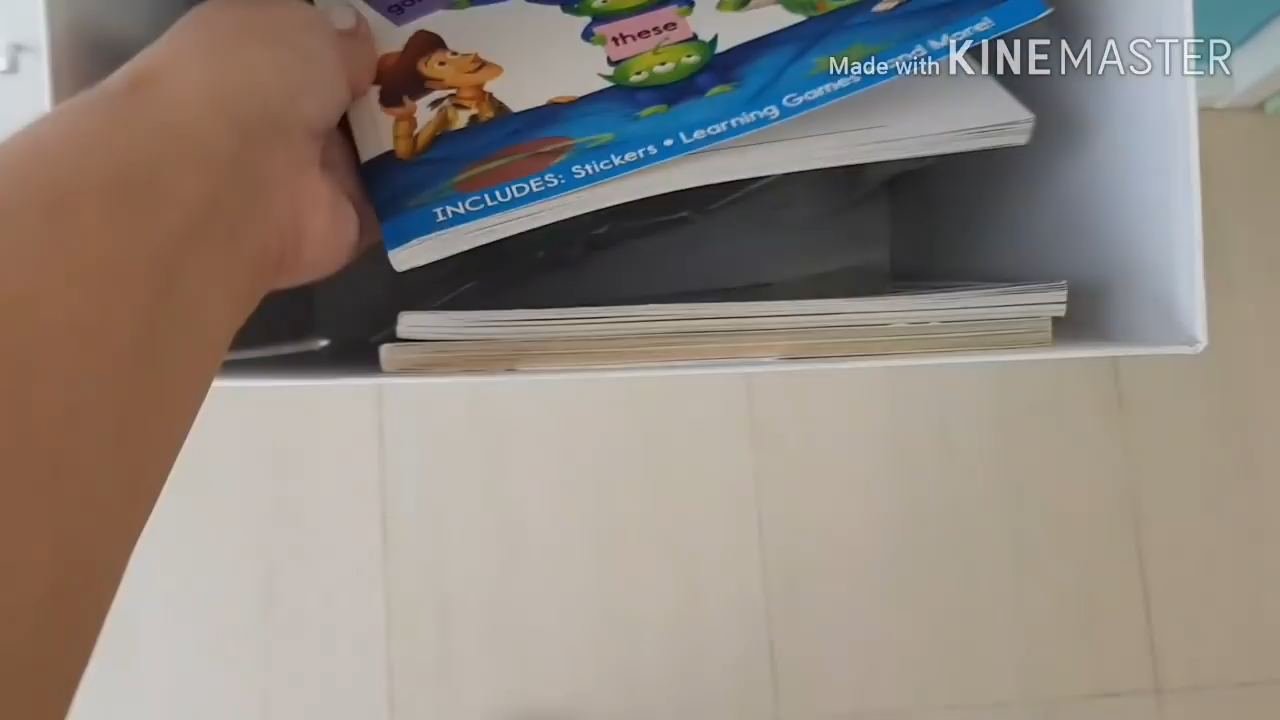 these
Made with KINEMASTER
INCLUDES: Stickers • Learning Games and More!